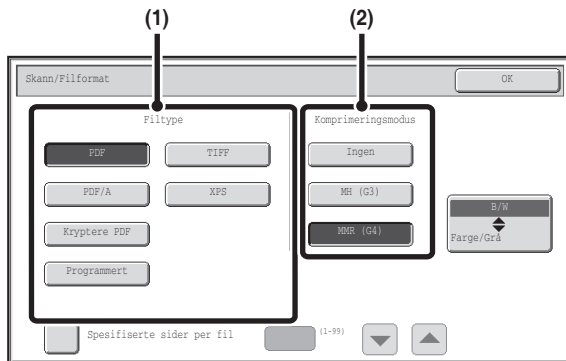 (1) (2)
Skann/Filformat OK
Filtype Komprimeringsmodus
PDF TIFF Ingen
PDF/A XPS MH (G3)
B/W
Kryptere PDF MMR (G4) Farge/Grå
Programmert
Spesifiserte sider per fil (1-99)